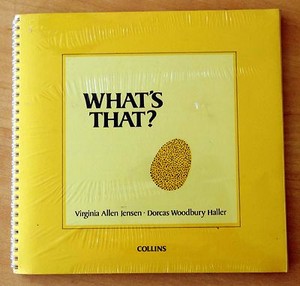 WHAT'S
THAT?
Virginia Allen Jensen · Dorcas Woodbury Haller
COLLINS